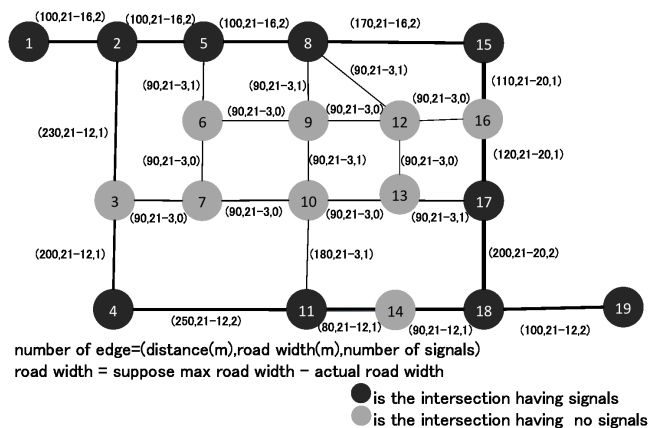 (100,21-16,2) (100,21-16,2) (100,21-16,2) (170,21-16,2)
1 2 5 8 15
(90,21-3,1) (90,21-3,1) (90,21-3,1) (110,21-20,1)
(90,21-3,0) (90,21-3,0) (90,21-3,0)
(230,21-12,1) 6 9 12 16
(90,21-3,0) (90,21-3,1) (90,21-3,0) (120,21-20,1)
3 7 10 13 17
(90,21-3,0) (90,21-3,0) (90,21-3,0) (90,21-3,1)
(200,21-12,1) (180,21-3,1) (200,21-20,2)
4 11 14 18 19
(250,21-12,2) (80,21-12,1) (90,21-12,1) (100,21-12,2)
number of edge=(distance(m),road width(m),number of signals)
road width = suppose max road width - actual road width
is the intersection having signals
is the intersection having no signals